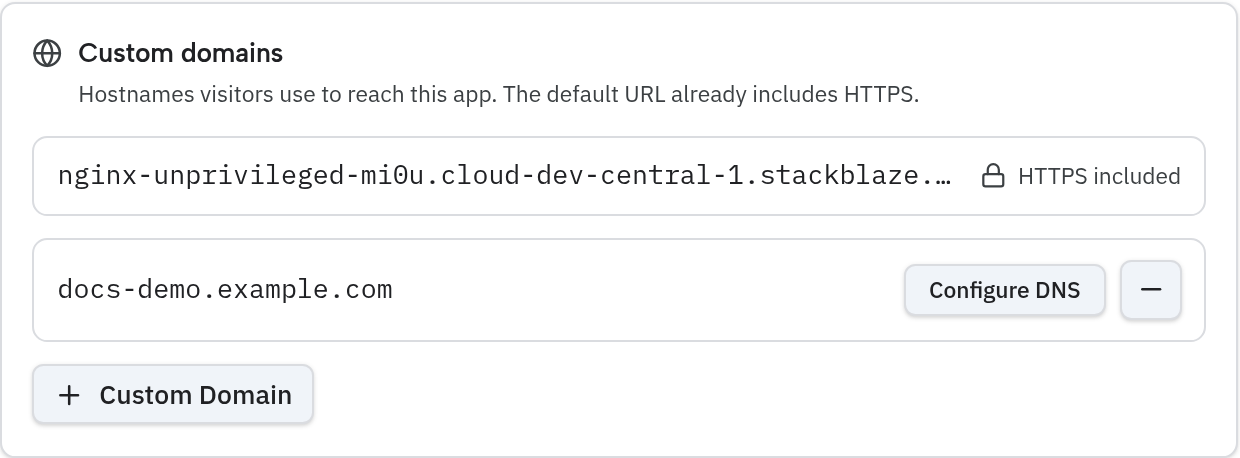 Custom domains
Hostnames visitors use to reach this app. The default URL already includes HTTPS.
nginx-unprivileged-mi0u.cloud-dev-central-1.stackblaze.… HTTPS included
docs-demo.example.com Configure DNS
Custom Domain